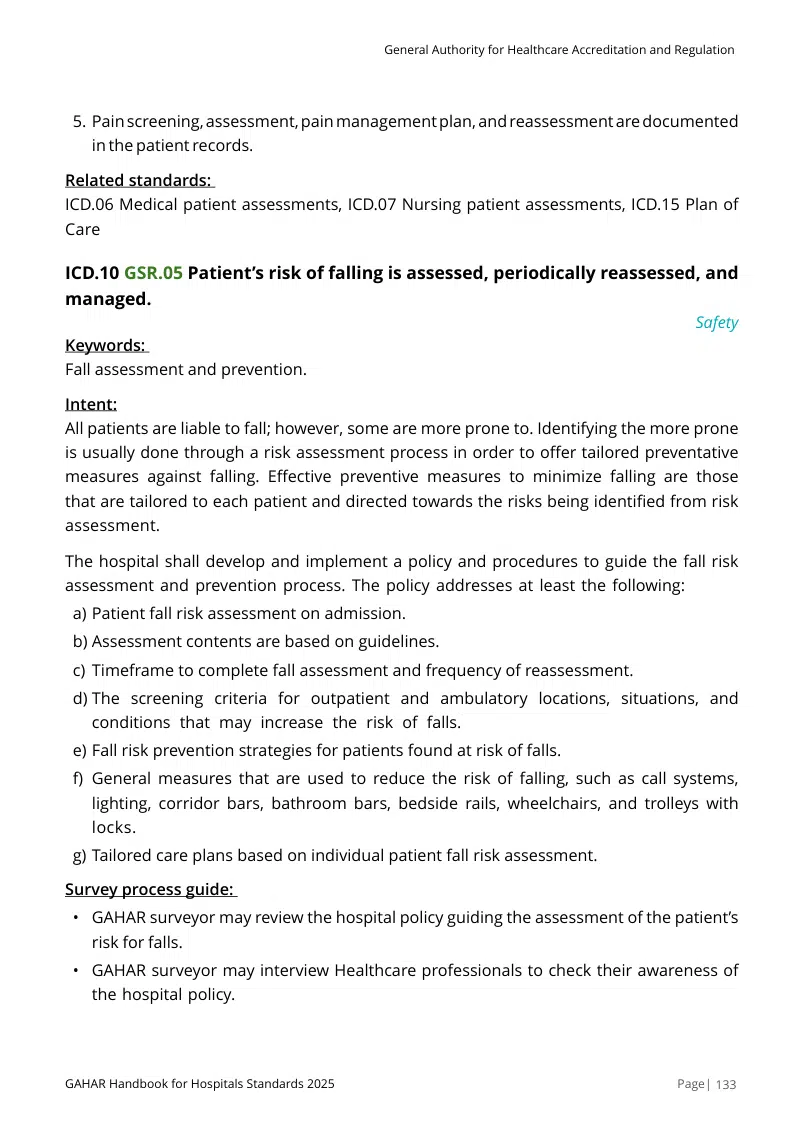 General Authority for Healthcare Accreditation and Regulation
5. Pain screening, assessment, pain management plan, and reassessment are documented
in the patient records.
Related standards:
ICD.06 Medical patient assessments, ICD.07 Nursing patient assessments, ICD.15 Plan of
Care
ICD.10 GSR.05 Patient’s risk of falling is assessed, periodically reassessed, and
managed.
Safety
Keywords:
Fall assessment and prevention.
Intent:
All patients are liable to fall; however, some are more prone to. Identifying the more prone
is usually done through a risk assessment process in order to offer tailored preventative
measures against falling. Effective preventive measures to minimize falling are those
that are tailored to each patient and directed towards the risks being identified from risk
assessment.
The hospital shall develop and implement a policy and procedures to guide the fall risk
assessment and prevention process. The policy addresses at least the following:
a) Patient fall risk assessment on admission.
b) Assessment contents are based on guidelines.
c) Timeframe to complete fall assessment and frequency of reassessment.
d) The screening criteria for outpatient and ambulatory locations, situations, and
conditions that may increase the risk of falls.
e) Fall risk prevention strategies for patients found at risk of falls.
f) General measures that are used to reduce the risk of falling, such as call systems,
lighting, corridor bars, bathroom bars, bedside rails, wheelchairs, and trolleys with
locks.
g) Tailored care plans based on individual patient fall risk assessment.
Survey process guide:
• GAHAR surveyor may review the hospital policy guiding the assessment of the patient’s
risk for falls.
• GAHAR surveyor may interview Healthcare professionals to check their awareness of
the hospital policy.
GAHAR Handbook for Hospitals Standards 2025
Page| 133